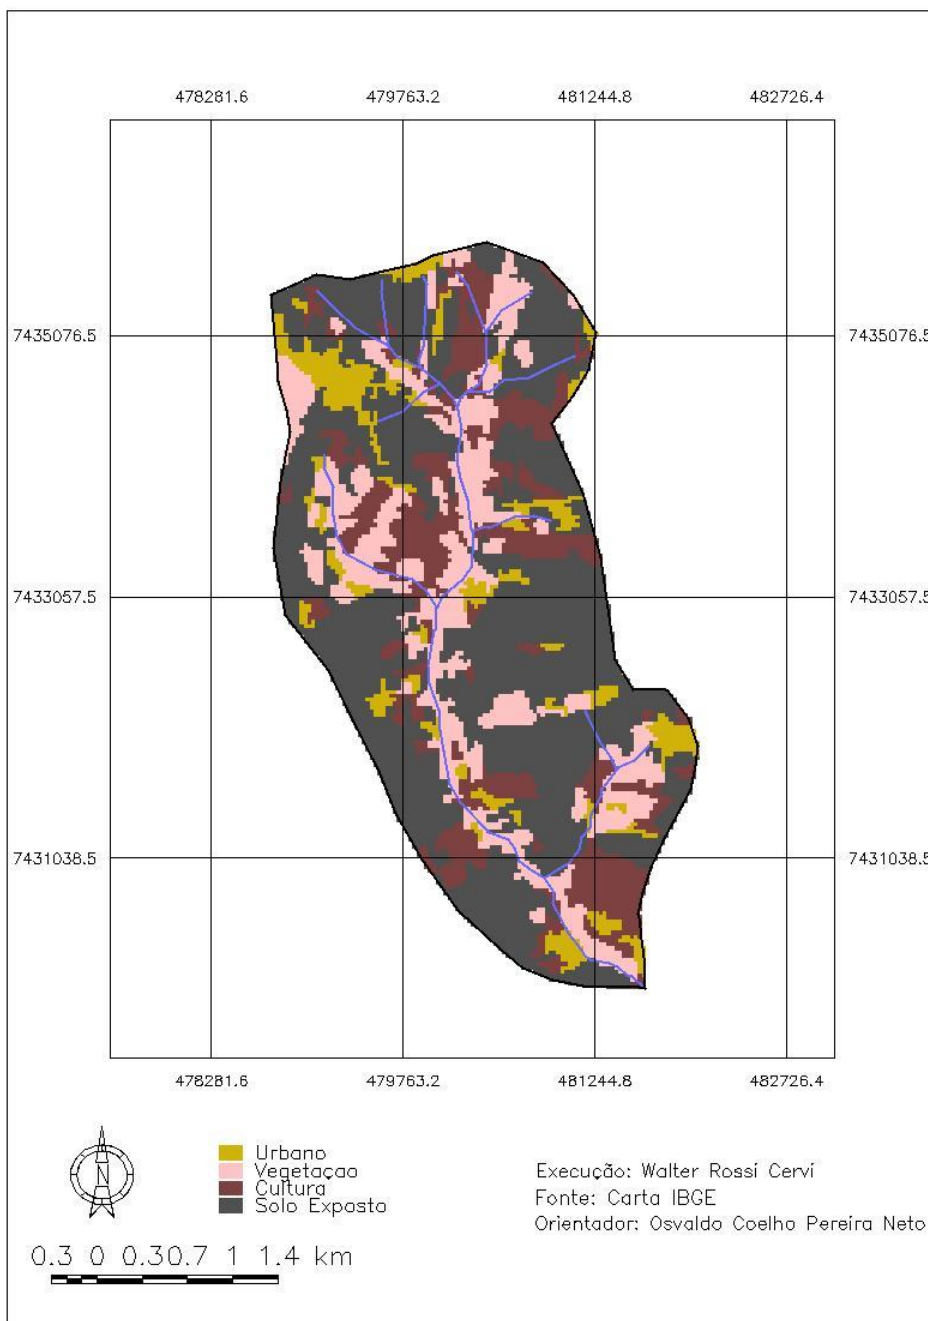 478281.6 479763.2 481244.8 482726.4
7435076.5 7435076.5
7433057.5 7433057.5
7431038.5 7431038.5
478281.6 479763.2 481244.8 482726.4
N
Urbano
Vegetaçao
Cultura
Solo Exposto
Execução: Walter Rossi Cervi
Fonte: Carta IBGE
Orientador: Osvaldo Coelho Pereira Neto
0.3 0 0.30.7 1 1.4 km